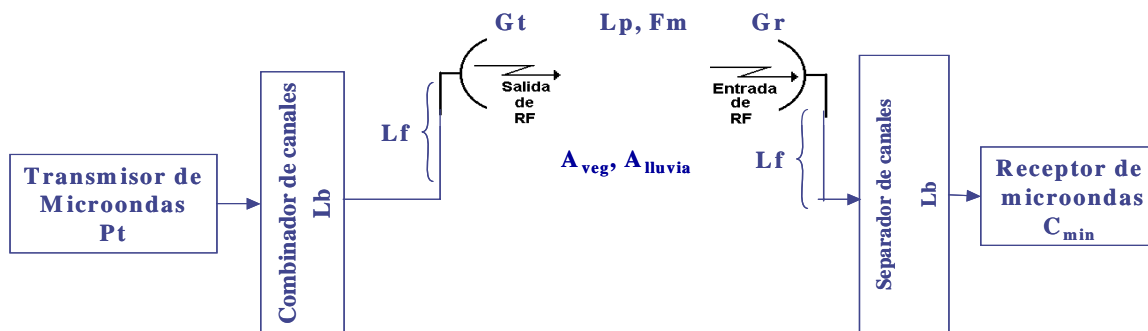 Gt
Lp, Fm
Gr
Salida
de
RF
Entrada
de
RF
Lf
A veg, A lluvia
Lf
Transmisor de
Microondas
Pt
Combinador de canales
Lb
Separador de canales
Lb
Receptor de
microondas
C min